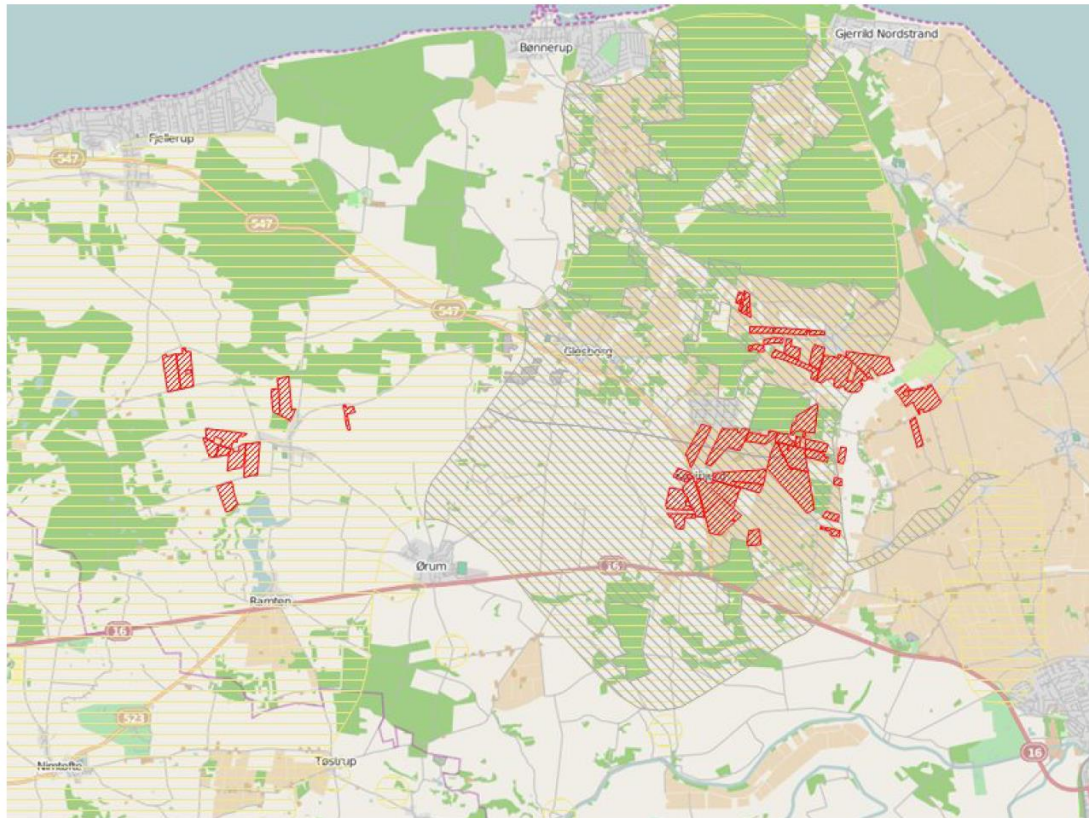 Bønnerup
Gjerrild Nordstrand
Fjellerup
547
547
547
Glesborg
16
Ørum
Ramten
16
523
16
Nimtofte
Tøstrup